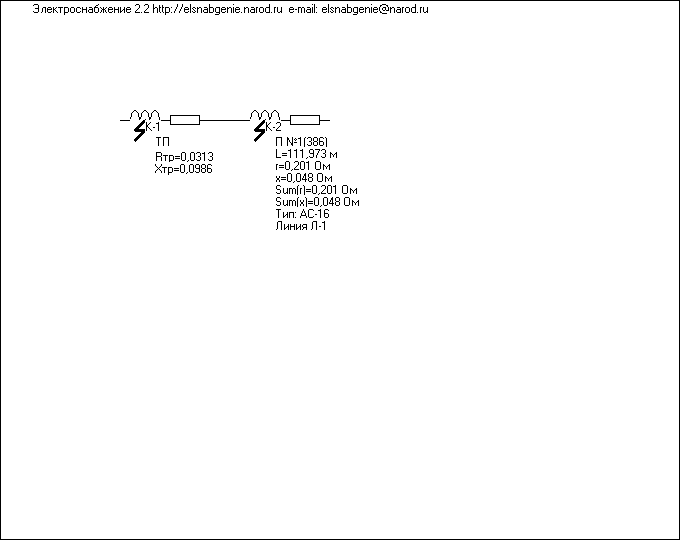 Электроснабжение 2.2 http://elsnabgenie.narod.ru e-mail: elsnabgenie@narod.ru
К-1 К-2
ТП
Rтр=0,0313
Xтр=0,0986
П №1(386)
L=111,973 м
r=0,201 Ом
x=0,048 Ом
Sum(r)=0,201 Ом
Sum(x)=0,048 Ом
Тип: АС-16
Линия Л-1